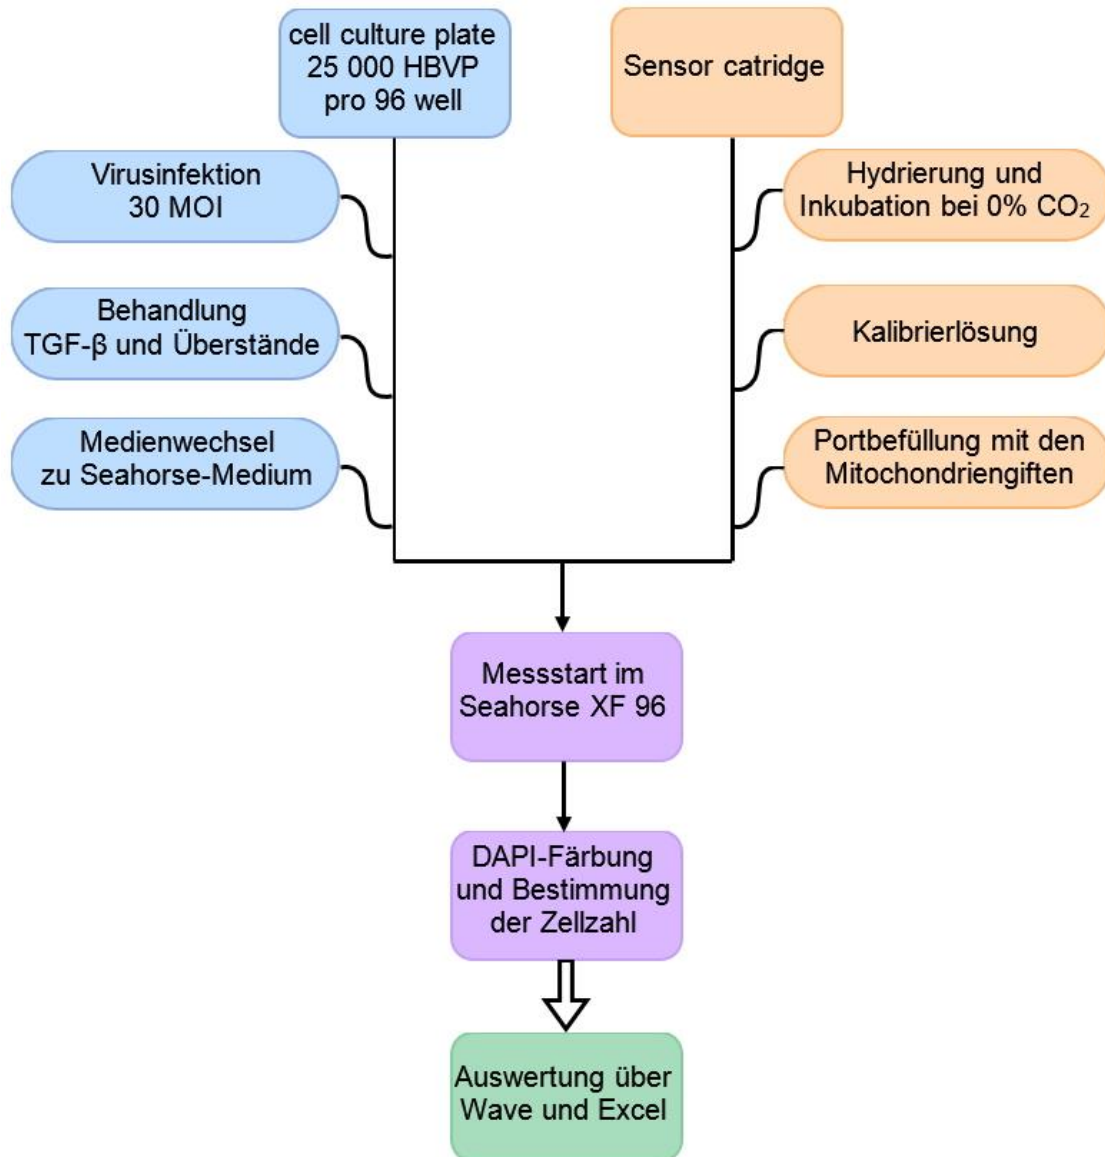 cell culture plate
25 000 HBVP
pro 96 well
Sensor catridge
Virusinfektion
30 MOI
Hydrierung und
Inkubation bei 0% CO₂
Behandlung
TGF-β und Überstände
Kalibrierlösung
Medienwechsel
zu Seahorse-Medium
Portbefüllung mit den
Mitochondriengiften
Messstart im
Seahorse XF 96
DAPI-Färbung
und Bestimmung
der Zellzahl
Auswertung über
Wave und Excel